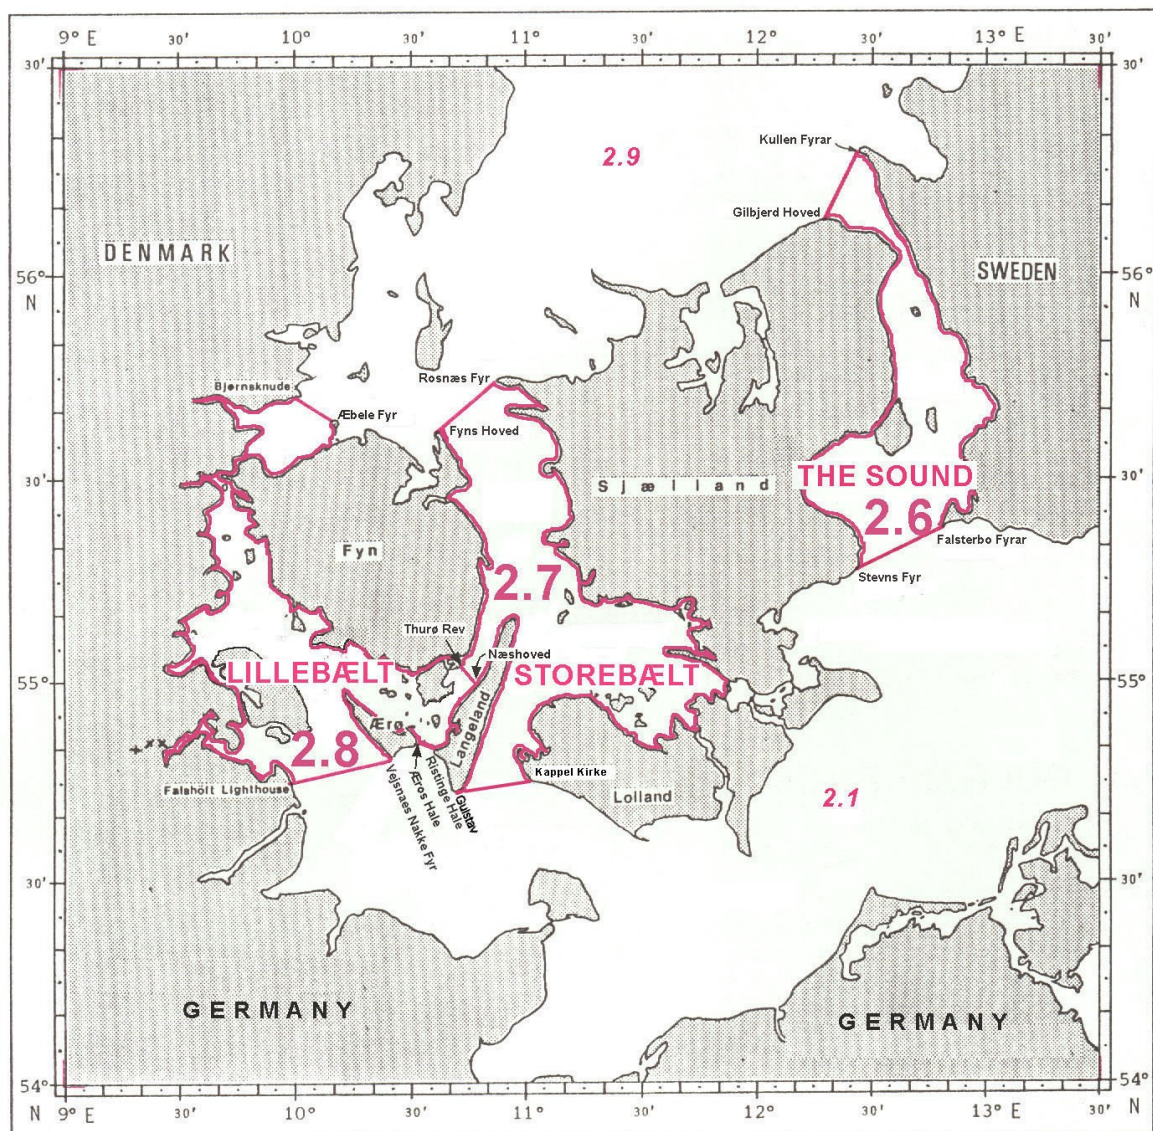 9° E 30' 10° 30' 11° 30' 12° 30' 13° E 30'
30' 30'
Kullen Fyrar
2.9
Gilbjerd Hoved
DENMARK
56° SWEDEN 56°
N N
Rosnæs Fyr
Bjørnsknude
Æbele Fyr
Fyns Hoved
30' Sjælland THE SOUND 30'
2.6
Falsterbo Fyrar
Fyn
Stevns Fyr
2.7
Thurø Rev
Næshoved
LILLEBÆLT STOREBÆLT
55° 55°
N N
Ærø
Langeland
2.8
Kappel Kirke
Falshöft Lighthouse
Lolland
2.1
Vejsnaes Nakke Fyr
Ærøs Hale
Ristinge Hale
Gulstav
30' 30'
GERMANY
GERMANY
54° 54°
N 9° E 30' 10° 30' 11° 30' 12° 30' 13° E 30' N